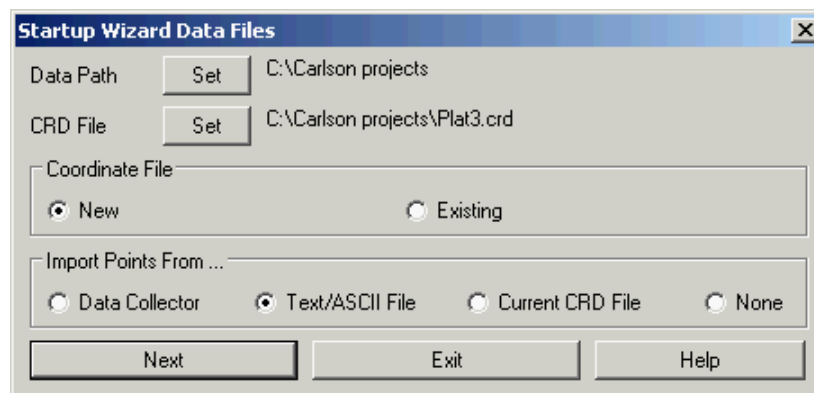 Startup Wizard Data Files
Data Path Set C:\Carlson projects
CRD File Set C:\Carlson projects\Plat3.crd
Coordinate File
New Existing
Import Points From ...
Data Collector Text/ASCII File Current CRD File None
Next Exit Help